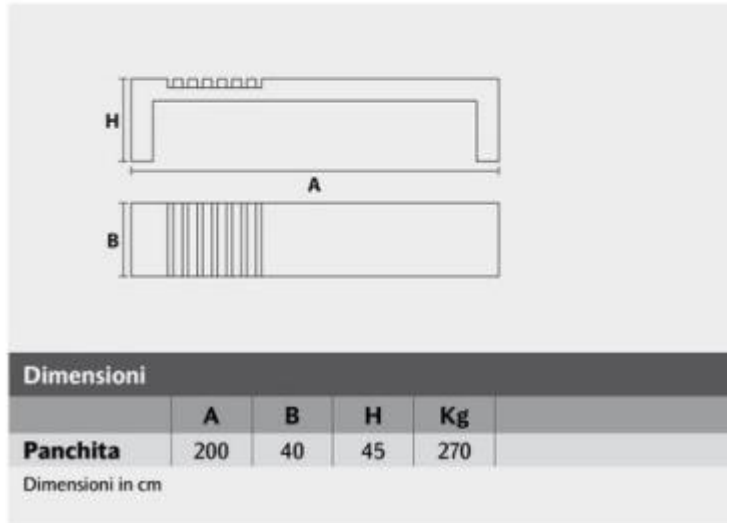 H
A
B
Dimensioni
A B H Kg
Panchita 200 40 45 270
Dimensioni in cm